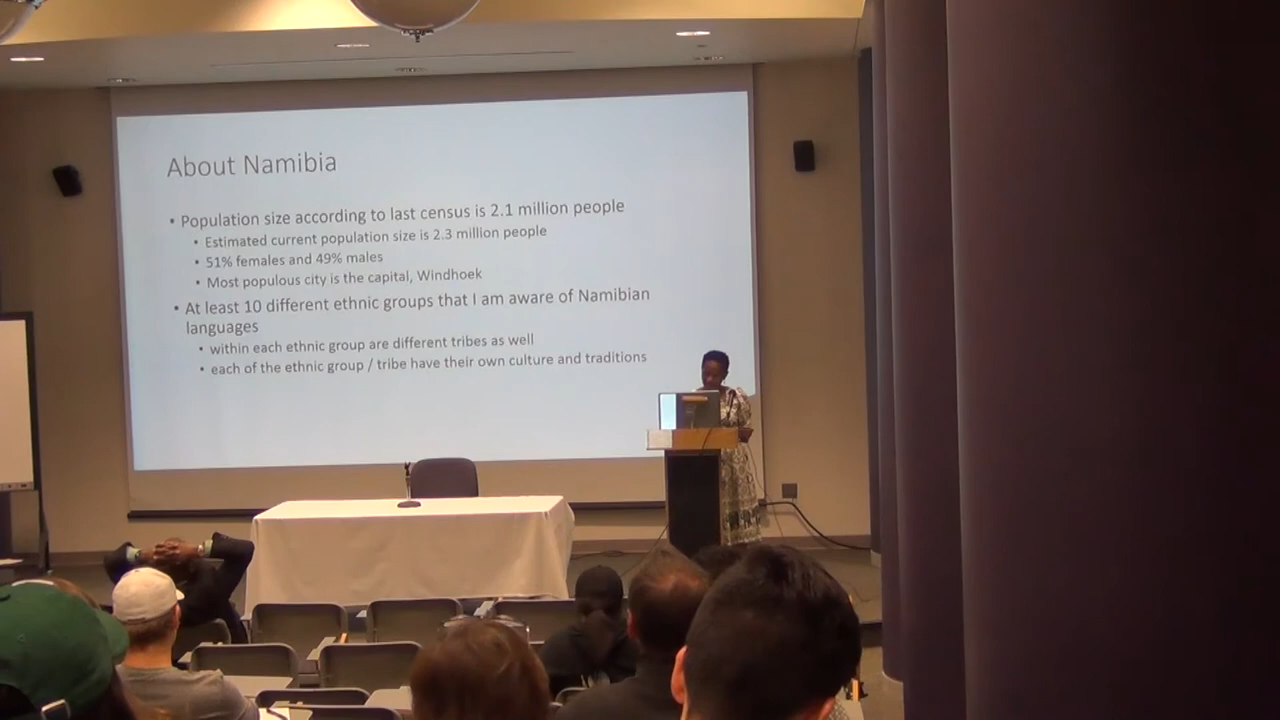 About Namibia
• Population size according to last census is 2.1 million people
• Estimated current population size is 2.3 million people
• 51% females and 49% males
• Most populous city is the capital, Windhoek
• At least 10 different ethnic groups that I am aware of Namibian
languages
• within each ethnic group are different tribes as well
• each of the ethnic group / tribe have their own culture and traditions